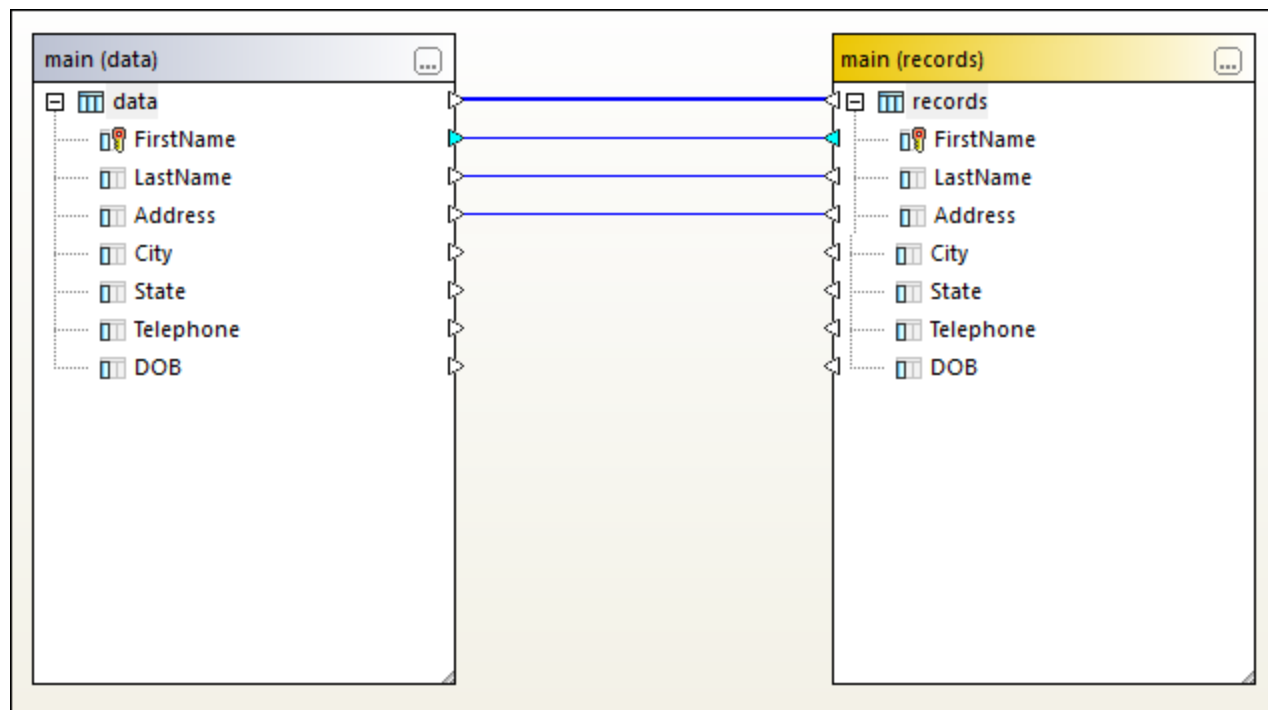 main (data)
data
FirstName
LastName
Address
City
State
Telephone
DOB
main (records)
records
FirstName
LastName
Address
City
State
Telephone
DOB